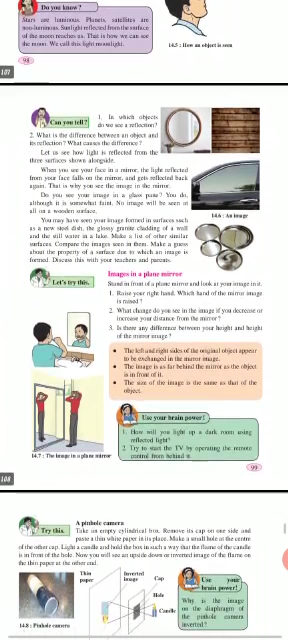 Do you know?
Stars are luminous. Planets, satellites are
non-luminous. Sunlight reflected from the surface
of the moon reaches us. That is how we can see
the moon. We call this light moonlight.
14.5 : How an object is seen
98
107
Can you tell?
1. In which objects
do we see a reflection?
2. What is the difference between an object and
its reflection? What causes the difference?
Let us see how light is reflected from the
three surfaces shown alongside.
When you see your face in a mirror, the light reflected
from your face falls on the mirror, and gets reflected back
again. That is why you see the image in the mirror.
Do you see your image in a glass pane? You do,
although it is somewhat faint. No image will be seen at
all on a wooden surface.
14.6 : An image
You may have seen your image formed in surfaces such
as a new steel dish, the glossy granite cladding of a wall
and the still water in a lake. Make a list of other similar
surfaces. Compare the images seen in them. Make a guess
about the property of a surface due to which an image is
formed. Discuss this with your teachers and parents.
Let's try this.
Images in a plane mirror
Stand in front of a plane mirror and look at your image in it.
1. Raise your right hand. Which hand of the mirror image
is raised?
2. What change do you see in the image if you decrease or
increase your distance from the mirror?
3. Is there any difference between your height and height
of the mirror image?
• The left and right sides of the original object appear
to be exchanged in the mirror image.
• The image is as far behind the mirror as the object
is in front of it.
• The size of the image is the same as that of the
object.
Use your brain power!
1. How will you light up a dark room using
reflected light?
2. Try to start the TV by operating the remote
control from behind it.
14.7 : The image in a plane mirror
99
108
Try this.
A pinhole camera
Take an empty cylindrical box. Remove its cap on one side and
paste a thin white paper in its place. Make a small hole at the centre
of the other cap. Light a candle and hold the box in such a way that the flame of the candle
is in front of the hole. Now you will see an upside down or inverted image of the flame on
the thin paper at the other end.
Thin
paper
Inverted
image
Cap
Hole
Candle
Use your
brain power!
Why is the image
on the diaphragm of
the pinhole camera
inverted?
14.8 : Pinhole camera